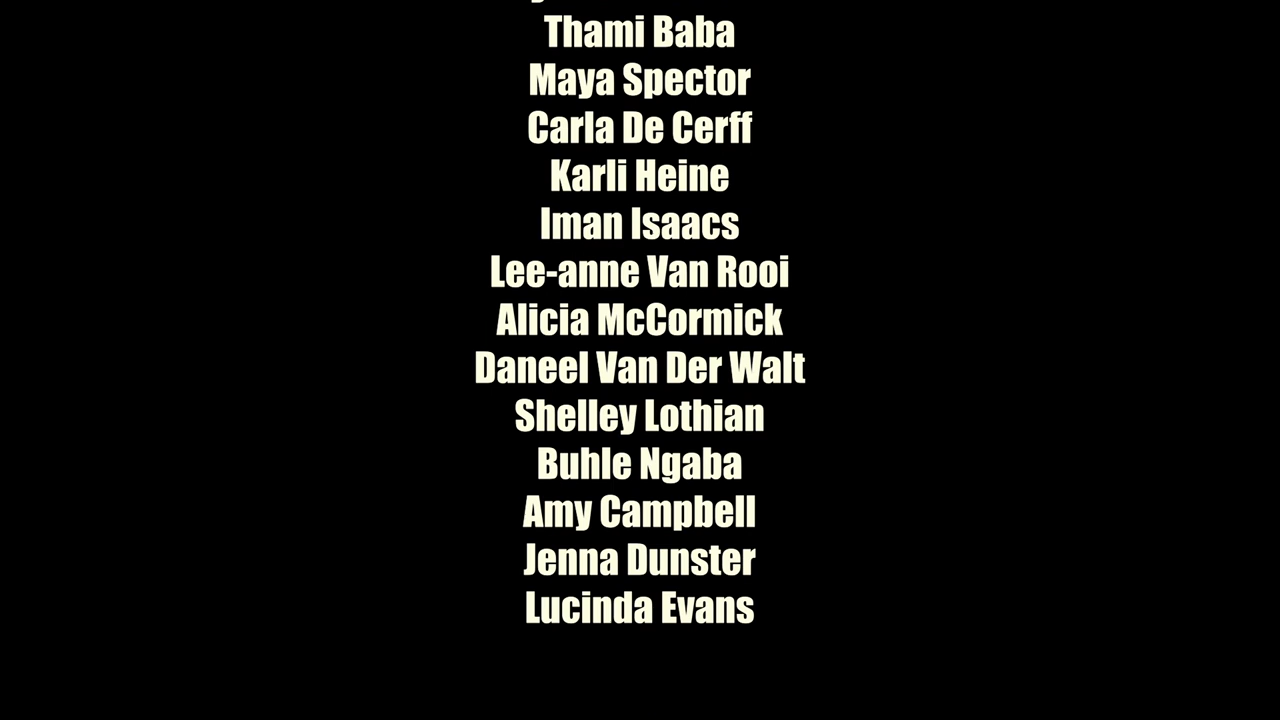 Thami Baba
Maya Spector
Carla De Cerff
Karli Heine
Iman Isaacs
Lee-anne Van Rooi
Alicia McCormick
Daneel Van Der Walt
Shelley Lothian
Buhle Ngaba
Amy Campbell
Jenna Dunster
Lucinda Evans